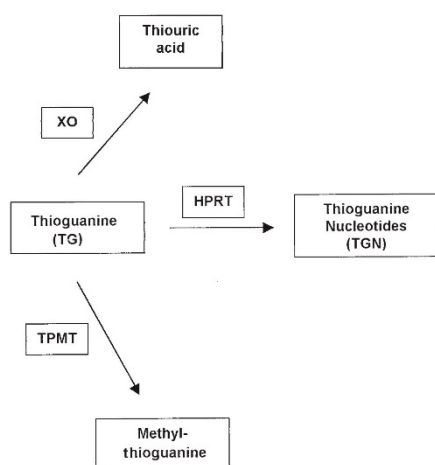 Thiouric
acid
XO
HPRT
Thioguanine
(TG)
Thioguanine
Nucleotides
(TGN)
TPMT
Methyl-
thioguanine